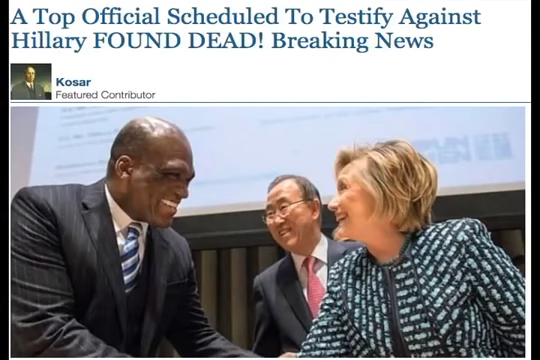 A Top Official Scheduled To Testify Against
Hillary FOUND DEAD! Breaking News
Kosar
Featured Contributor